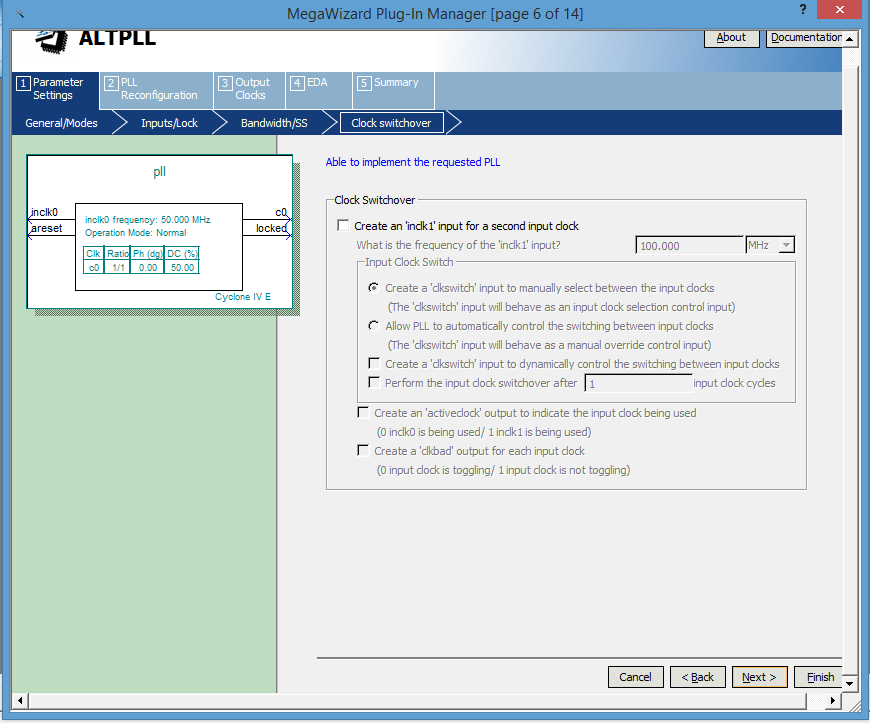 MegaWizard Plug-In Manager [page 6 of 14]
?
ALTPLL
About
Documentation
1 Parameter Settings
2 PLL Reconfiguration
3 Output Clocks
4 EDA
5 Summary
General/Modes
Inputs/Lock
Bandwidth/SS
Clock switchover
pll
inclk0
areset
inclk0 frequency: 50.000 MHz
Operation Mode: Normal
Clk Ratio Ph (dg) DC (%)
c0 1/1 0.00 50.00
c0
locked
Cyclone IV E
Able to implement the requested PLL
Clock Switchover
Create an 'inclk1' input for a second input clock
What is the frequency of the 'inclk1' input?
100.000
MHz
Input Clock Switch
Create a 'clkswitch' input to manually select between the input clocks
(The 'clkswitch' input will behave as an input clock selection control input)
Allow PLL to automatically control the switching between input clocks
(The 'clkswitch' input will behave as a manual override control input)
Create a 'clkswitch' input to dynamically control the switching between input clocks
Perform the input clock switchover after 1 input clock cycles
Create an 'activeclock' output to indicate the input clock being used
(0 inclk0 is being used/ 1 inclk1 is being used)
Create a 'clkbad' output for each input clock
(0 input clock is toggling/ 1 input clock is not toggling)
Cancel
< Back
Next >
Finish